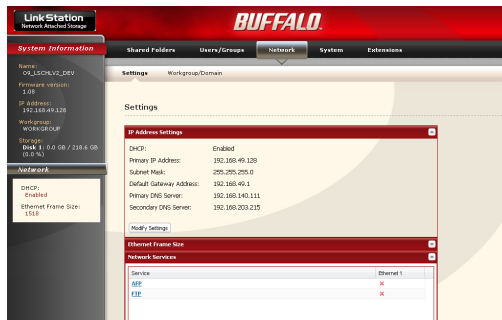 LinkStation
Network Attached Storage
BUFFALO.
System Information
Shared Folders Users/Groups Network System Extensions
Settings Workgroup/Domain
Name:
O9_LSCHLV2_DEV
Firmware version:
1.08
IP Address:
192.168.49.128
Workgroup:
WORKGROUP
Storage:
Disk 1: 0.0 GB / 218.6 GB
(0.0 %)
Network
DHCP:
Enabled
Ethernet Frame Size:
1518
Settings
IP Address Settings
DHCP: Enabled
Primary IP Address: 192.168.49.128
Subnet Mask: 255.255.255.0
Default Gateway Address: 192.168.49.1
Primary DNS Server: 192.168.140.111
Secondary DNS Server: 192.168.203.215
Modify Settings
Ethernet Frame Size
Network Services
Service Ethernet 1
AFP
FTP